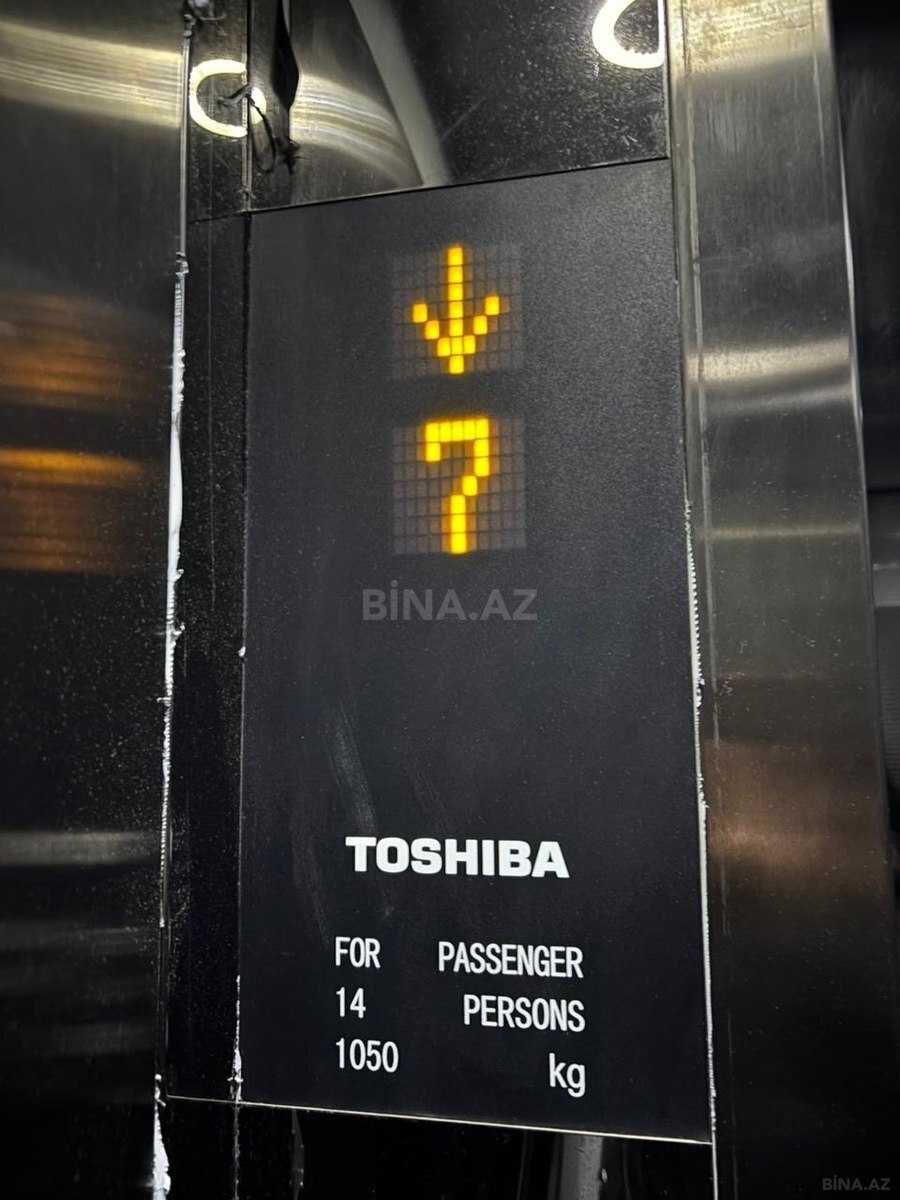 ↓
7
BİNA.AZ
TOSHIBA
FOR PASSENGER
14 PERSONS
1050 kg
BİNA.AZ